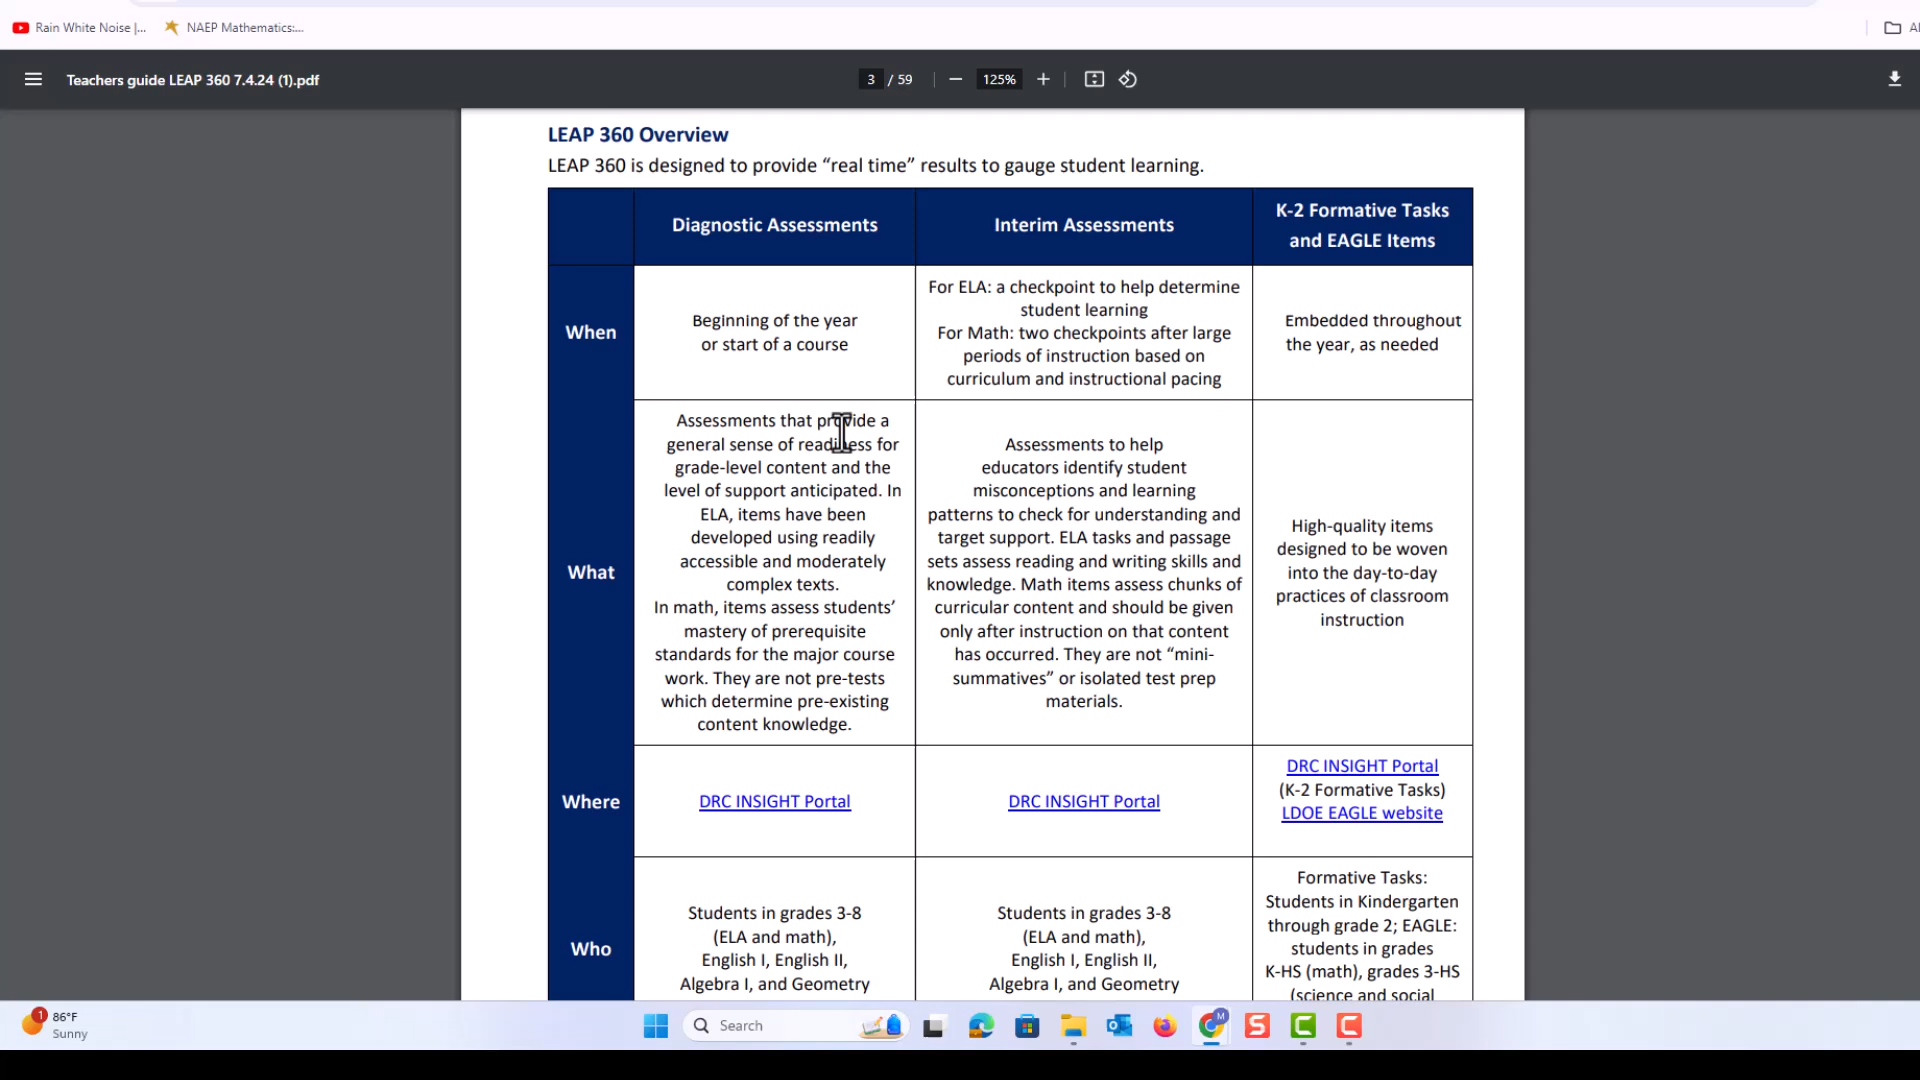 Rain White Noise |...
NAEP Mathematics:...
Teachers guide LEAP 360 7.4.24 (1).pdf
3 / 59
125%
LEAP 360 Overview
LEAP 360 is designed to provide “real time” results to gauge student learning.
Diagnostic Assessments
Interim Assessments
K-2 Formative Tasks
and EAGLE Items
When
Beginning of the year
or start of a course
For ELA: a checkpoint to help determine
student learning
For Math: two checkpoints after large
periods of instruction based on
curriculum and instructional pacing
Embedded throughout
the year, as needed
What
Assessments that provide a
general sense of readiness for
grade-level content and the
level of support anticipated. In
ELA, items have been
developed using readily
accessible and moderately
complex texts.
In math, items assess students’
mastery of prerequisite
standards for the major course
work. They are not pre-tests
which determine pre-existing
content knowledge.
Assessments to help
educators identify student
misconceptions and learning
patterns to check for understanding and
target support. ELA tasks and passage
sets assess reading and writing skills and
knowledge. Math items assess chunks of
curricular content and should be given
only after instruction on that content
has occurred. They are not “mini-
summatives” or isolated test prep
materials.
High-quality items
designed to be woven
into the day-to-day
practices of classroom
instruction
Where
DRC INSIGHT Portal
DRC INSIGHT Portal
DRC INSIGHT Portal
(K-2 Formative Tasks)
LDOE EAGLE website
Who
Students in grades 3-8
(ELA and math),
English I, English II,
Algebra I, and Geometry
Students in grades 3-8
(ELA and math),
English I, English II,
Algebra I, and Geometry
Formative Tasks:
Students in Kindergarten
through grade 2; EAGLE:
students in grades
K-HS (math), grades 3-HS
(science and social
1
86°F
Sunny
Search
M